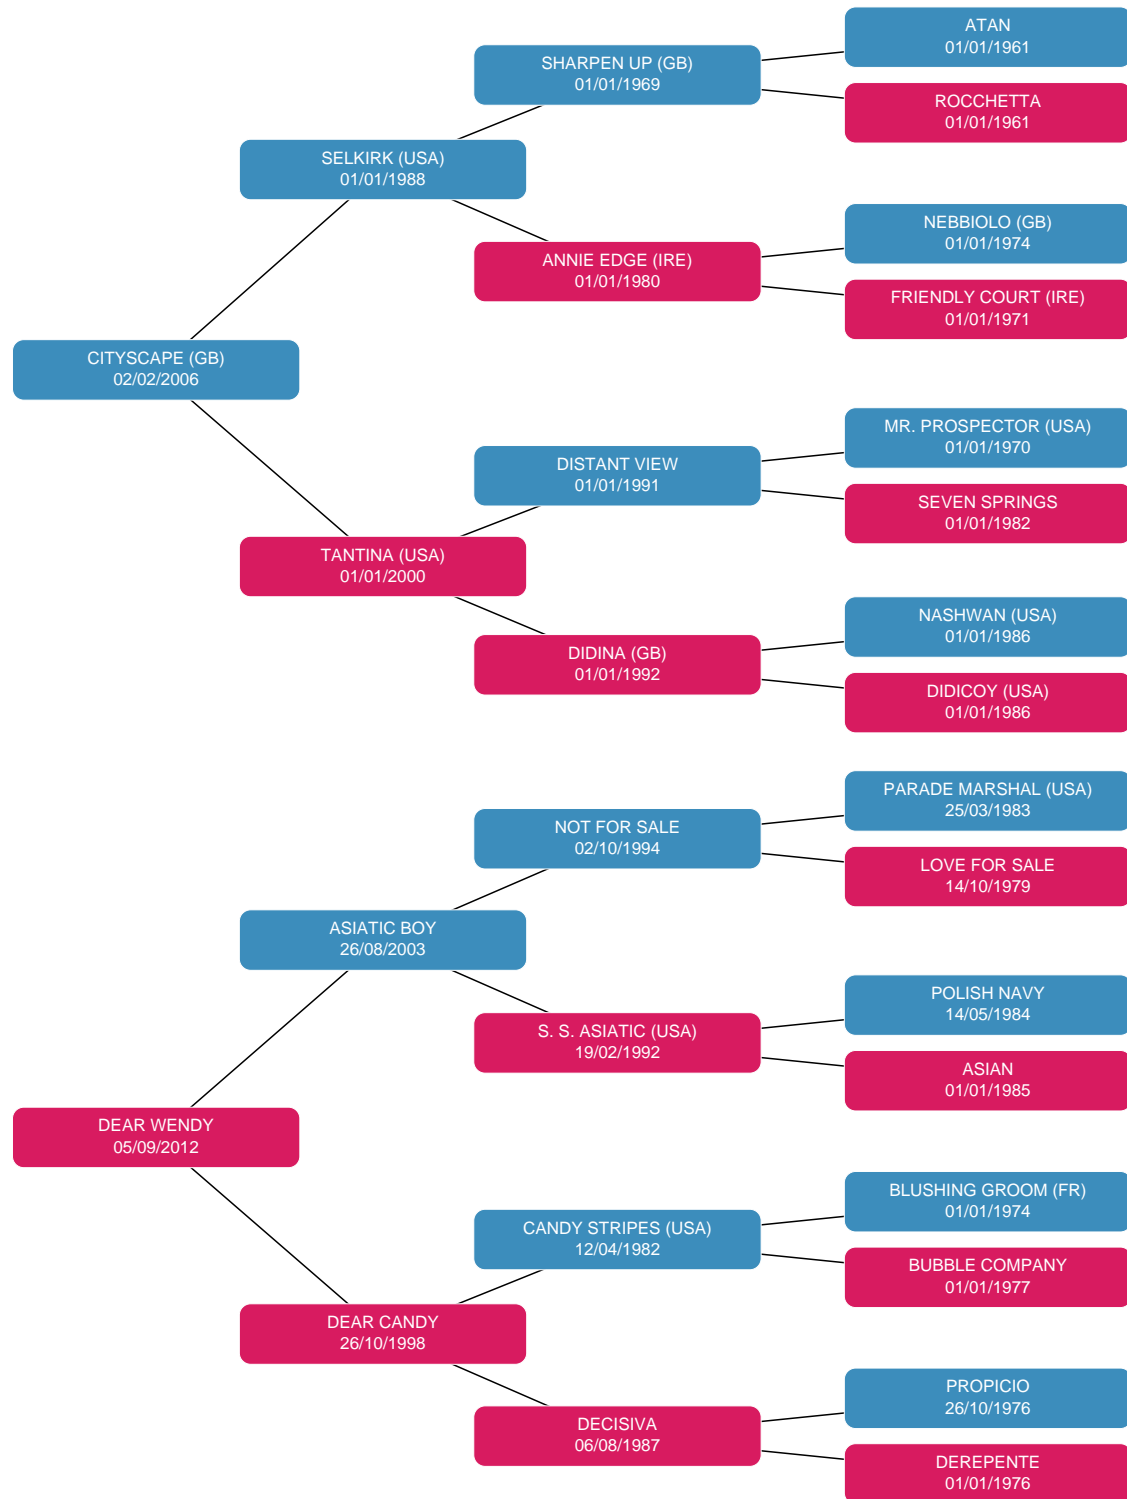 ATAN
01/01/1961
SHARPEN UP (GB)
01/01/1969
ROCCHETTA
01/01/1961
SELKIRK (USA)
01/01/1988
NEBBIOLO (GB)
01/01/1974
ANNIE EDGE (IRE)
01/01/1980
FRIENDLY COURT (IRE)
01/01/1971
CITYSCAPE (GB)
02/02/2006
MR. PROSPECTOR (USA)
01/01/1970
DISTANT VIEW
01/01/1991
SEVEN SPRINGS
01/01/1982
TANTINA (USA)
01/01/2000
NASHWAN (USA)
01/01/1986
DIDINA (GB)
01/01/1992
DIDICOY (USA)
01/01/1986
PARADE MARSHAL (USA)
25/03/1983
NOT FOR SALE
02/10/1994
LOVE FOR SALE
14/10/1979
ASIATIC BOY
26/08/2003
POLISH NAVY
14/05/1984
S. S. ASIATIC (USA)
19/02/1992
ASIAN
01/01/1985
DEAR WENDY
05/09/2012
BLUSHING GROOM (FR)
01/01/1974
CANDY STRIPES (USA)
12/04/1982
BUBBLE COMPANY
01/01/1977
DEAR CANDY
26/10/1998
PROPICIO
26/10/1976
DECISIVA
06/08/1987
DEREPENTE
01/01/1976